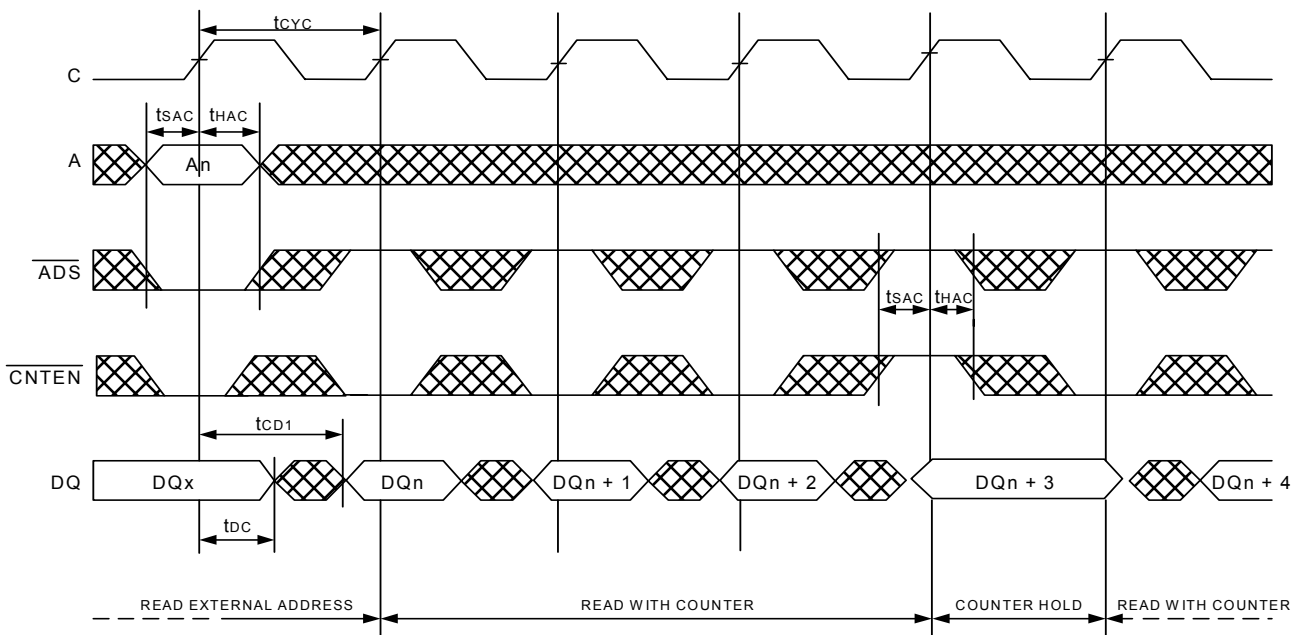 tCYC
C
tSAC tHAC
A An
ADS
tSAC tHAC
CNTEN
tCD1
DQ DQx DQn DQn + 1 DQn + 2 DQn + 3 DQn + 4
tDC
READ EXTERNAL ADDRESS READ WITH COUNTER COUNTER HOLD READ WITH COUNTER